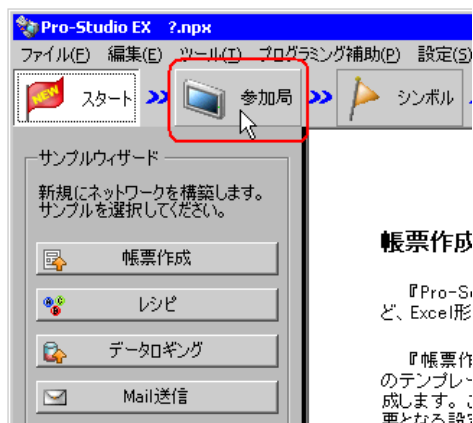 Pro-Studio EX ?.npx
ファイル(F) 編集(E) ツール(T) プログラミング補助(P) 設定(S)
NEW スタート 参加局 シンボル
サンプルウィザード
新規にネットワークを構築します。
サンプルを選択してください。
帳票作成
レシピ
データロギング
Mail送信
帳票作成
『Pro-Se
ど、Excel形
『帳票作
のテンプレー
成します。こ
要となる設定